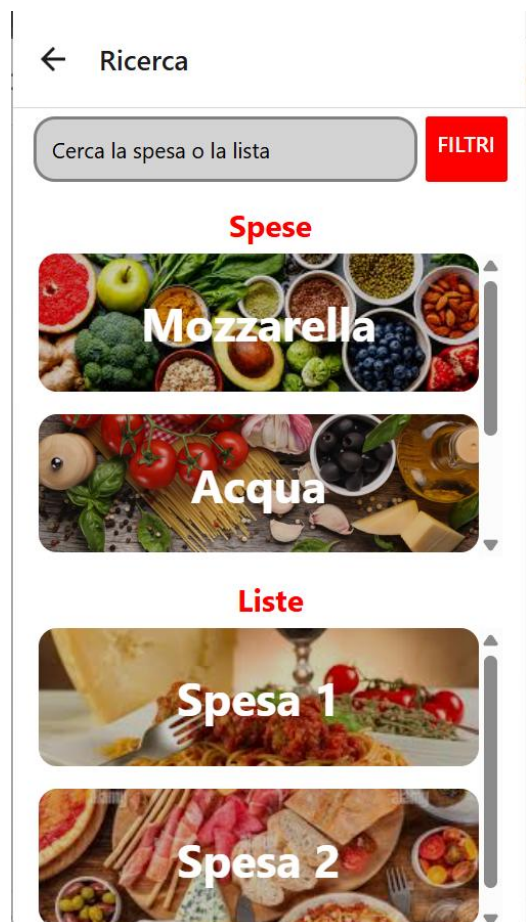 Ricerca
Cerca la spesa o la lista
FILTRI
Spese
Mozzarella
Acqua
Liste
Spesa 1
Spesa 2